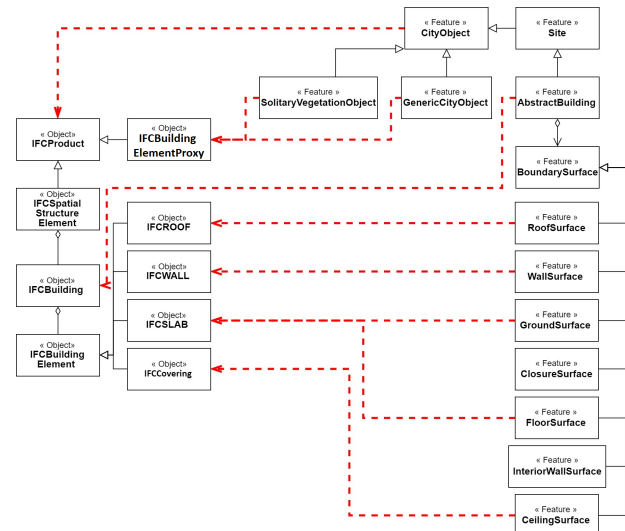 « Feature »
CityObject
« Feature »
Site
« Feature »
SolitaryVegetationObject
« Feature »
GenericCityObject
« Feature »
AbstractBuilding
« Object»
IFCProduct
« Object»
IFCBuilding
ElementProxy
« Feature »
BoundarySurface
« Object»
IFCSpatial
Structure
Element
« Object»
IFCROOF
« Feature »
RoofSurface
« Object»
IFCBuilding
« Object»
IFCWALL
« Feature »
WallSurface
« Object»
IFCSLAB
« Feature »
GroundSurface
« Object»
IFCBuilding
Element
« Object»
IFCCovering
« Feature »
ClosureSurface
« Feature »
FloorSurface
« Feature »
InteriorWallSurface
« Feature »
CeilingSurface